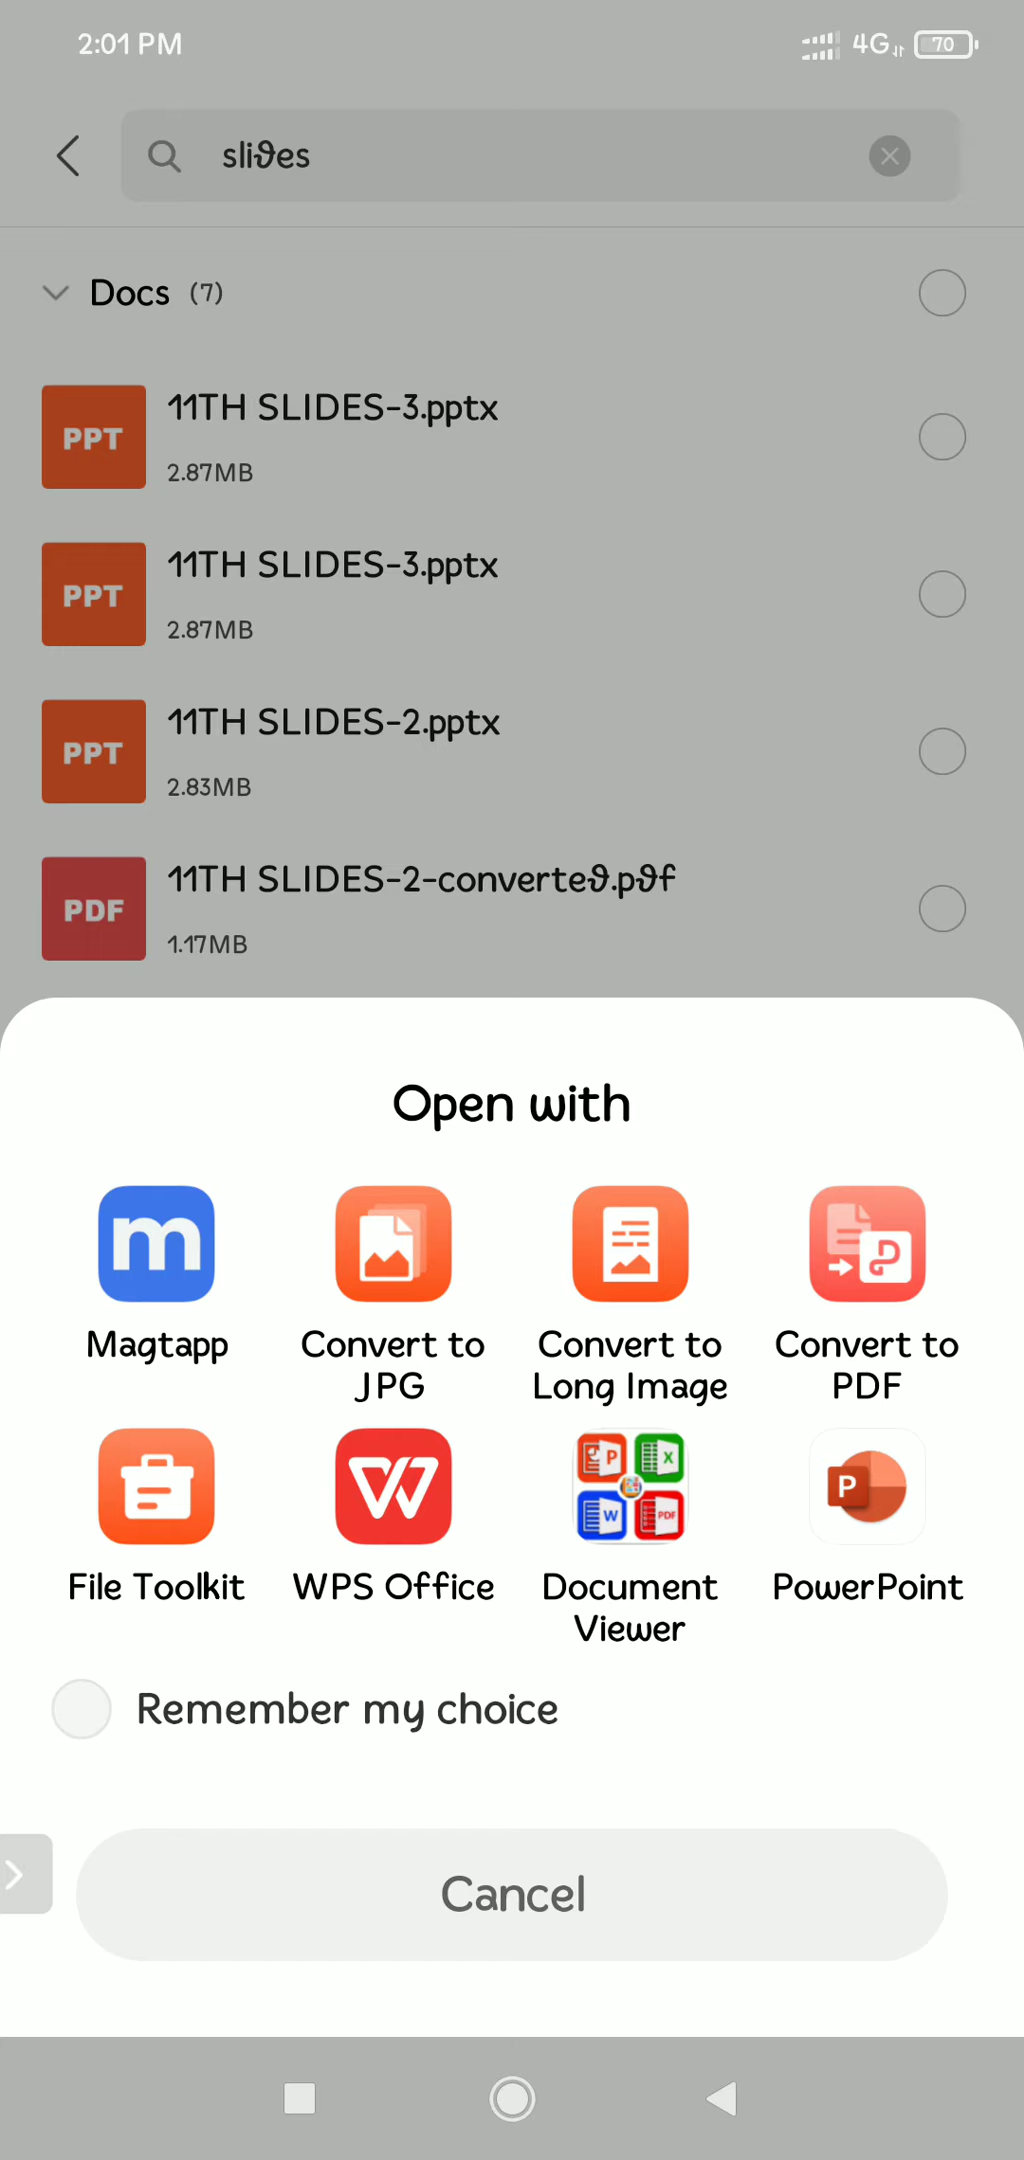 2:01 PM
4G 70
slides
Docs (7)
PPT
11TH SLIDES-3.pptx
2.87MB
PPT
11TH SLIDES-3.pptx
2.87MB
PPT
11TH SLIDES-2.pptx
2.83MB
PDF
11TH SLIDES-2-converted.pdf
1.17MB
Open with
m
Magtapp
Convert to
JPG
Convert to
Long Image
Convert to
PDF
File Toolkit
W
WPS Office
P X
W PDF
Document
Viewer
P
PowerPoint
Remember my choice
Cancel